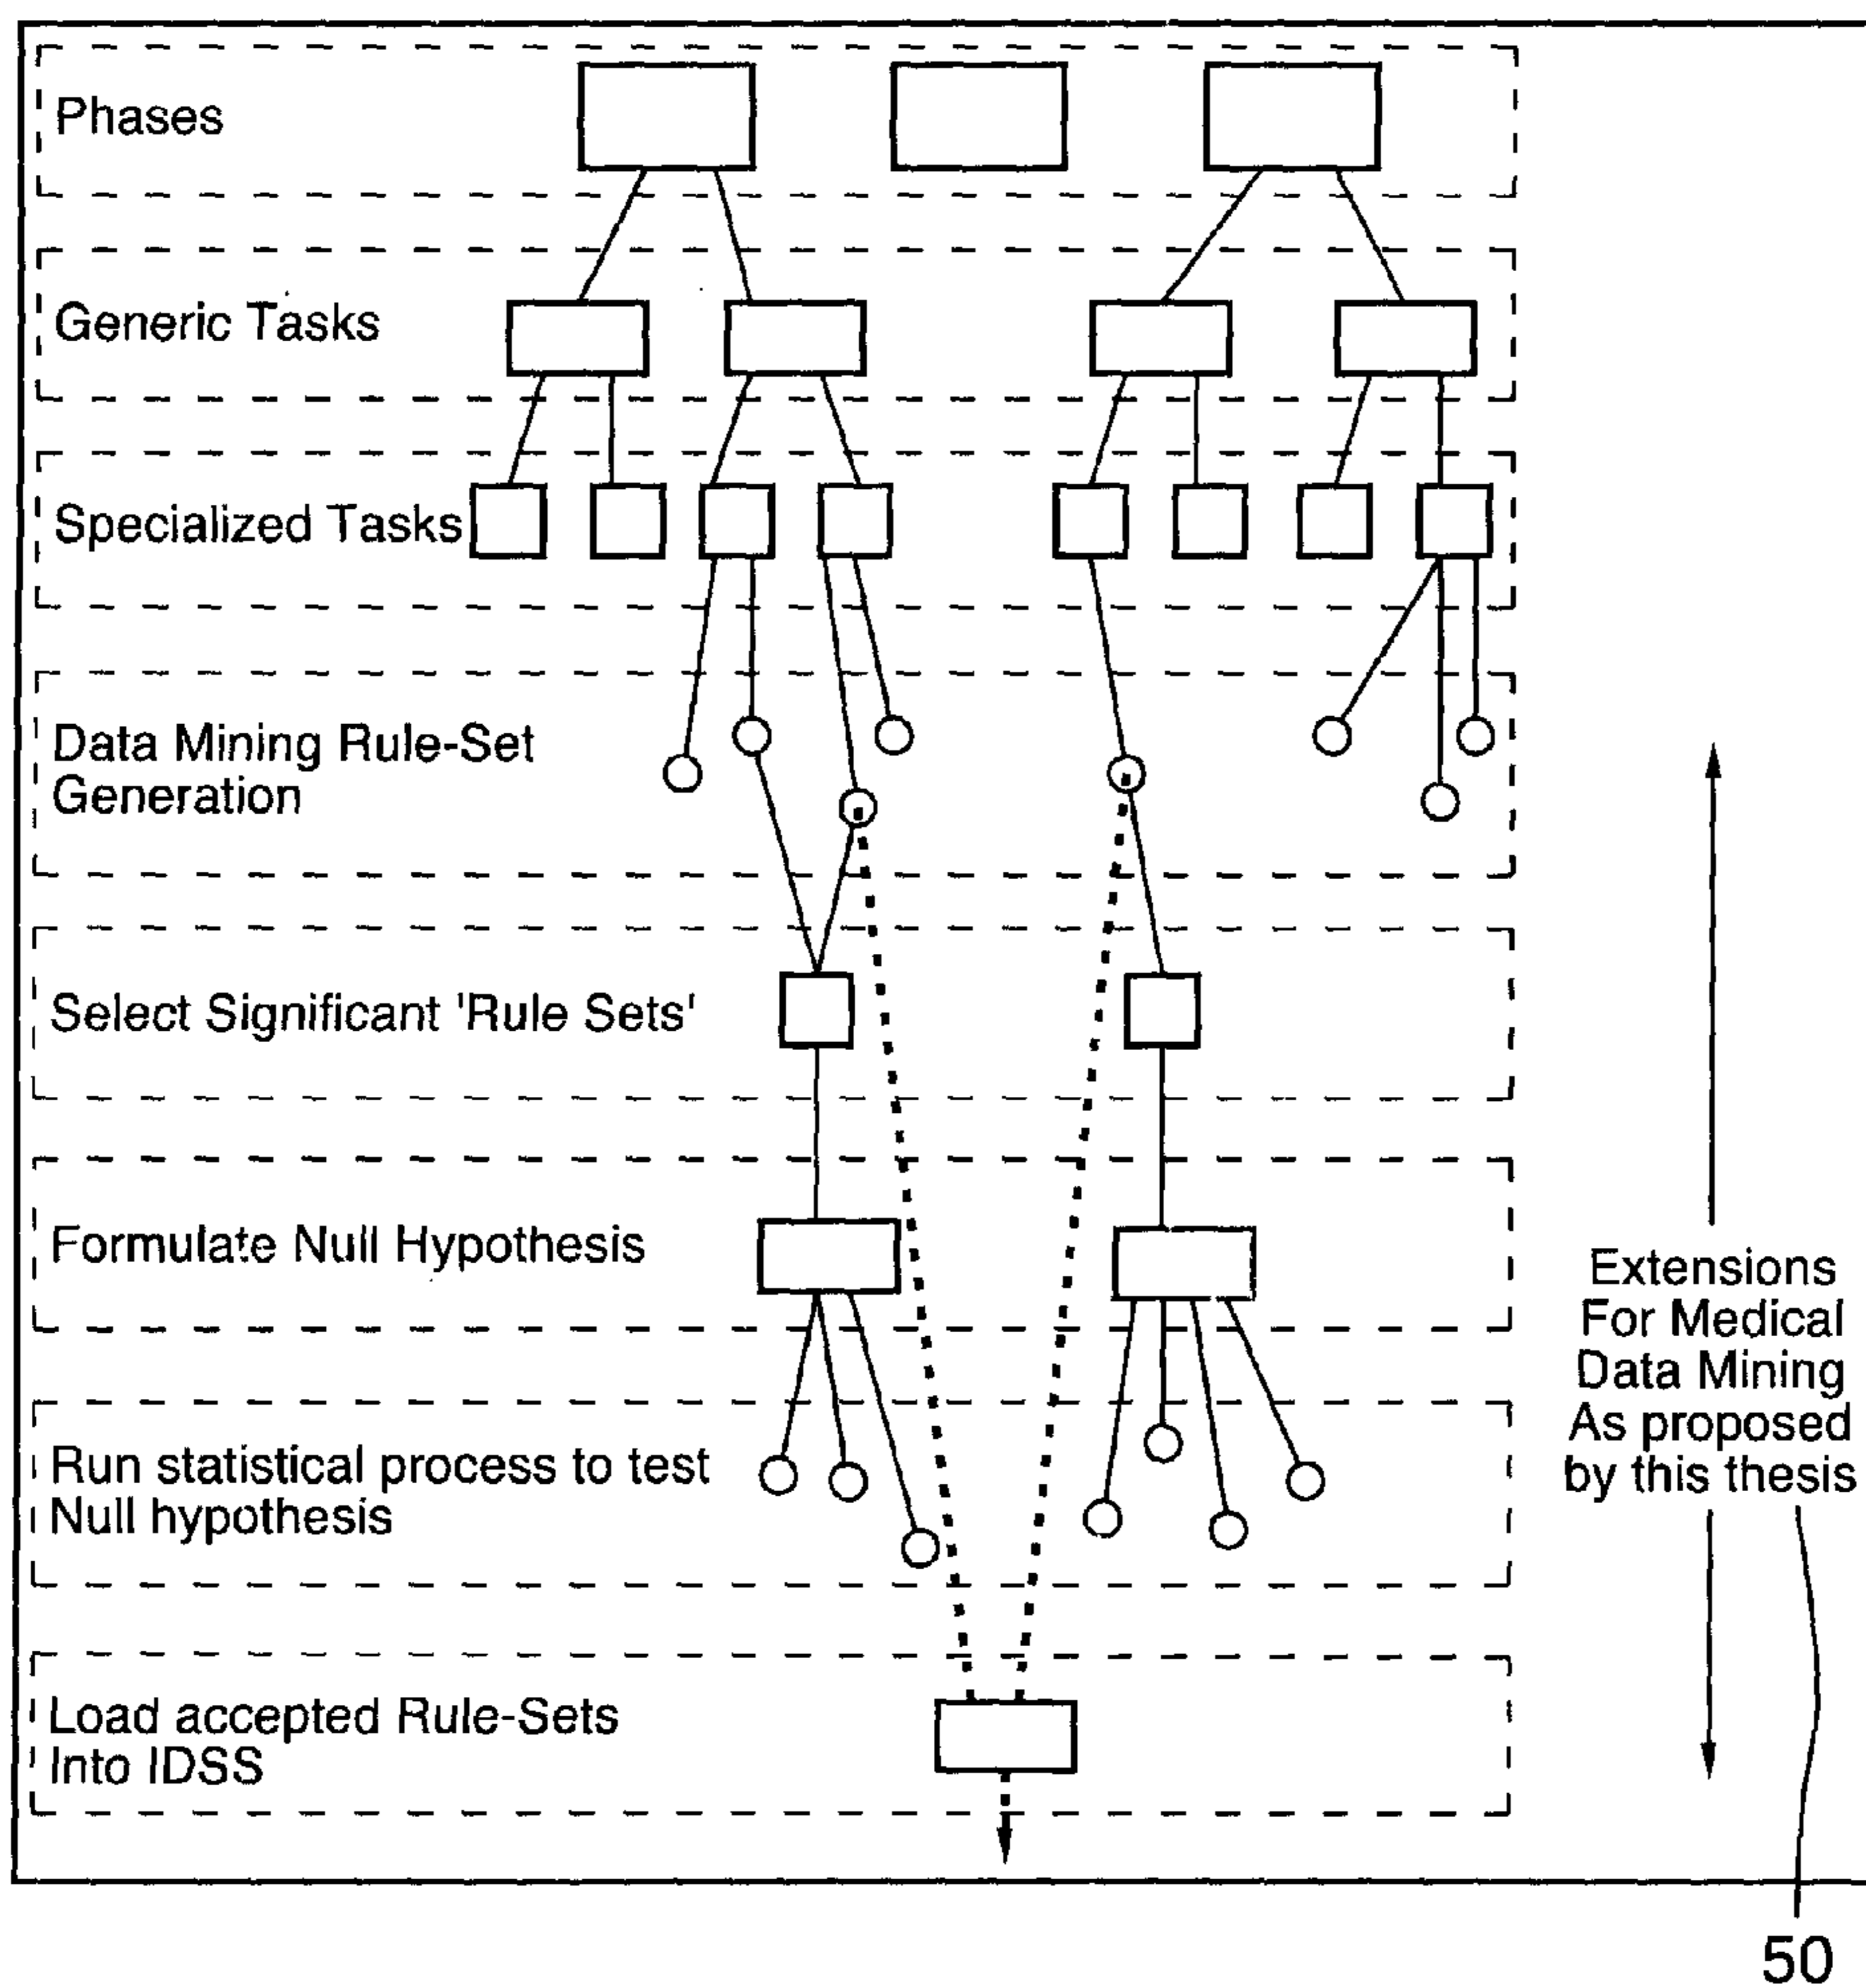 Phases
Generic Tasks
Specialized Tasks
Data Mining Rule-Set
Generation
Select Significant 'Rule Sets'
Formulate Null Hypothesis
Run statistical process to test
Null hypothesis
Load accepted Rule-Sets
Into IDSS
Extensions
For Medical
Data Mining
As proposed
by this thesis
50